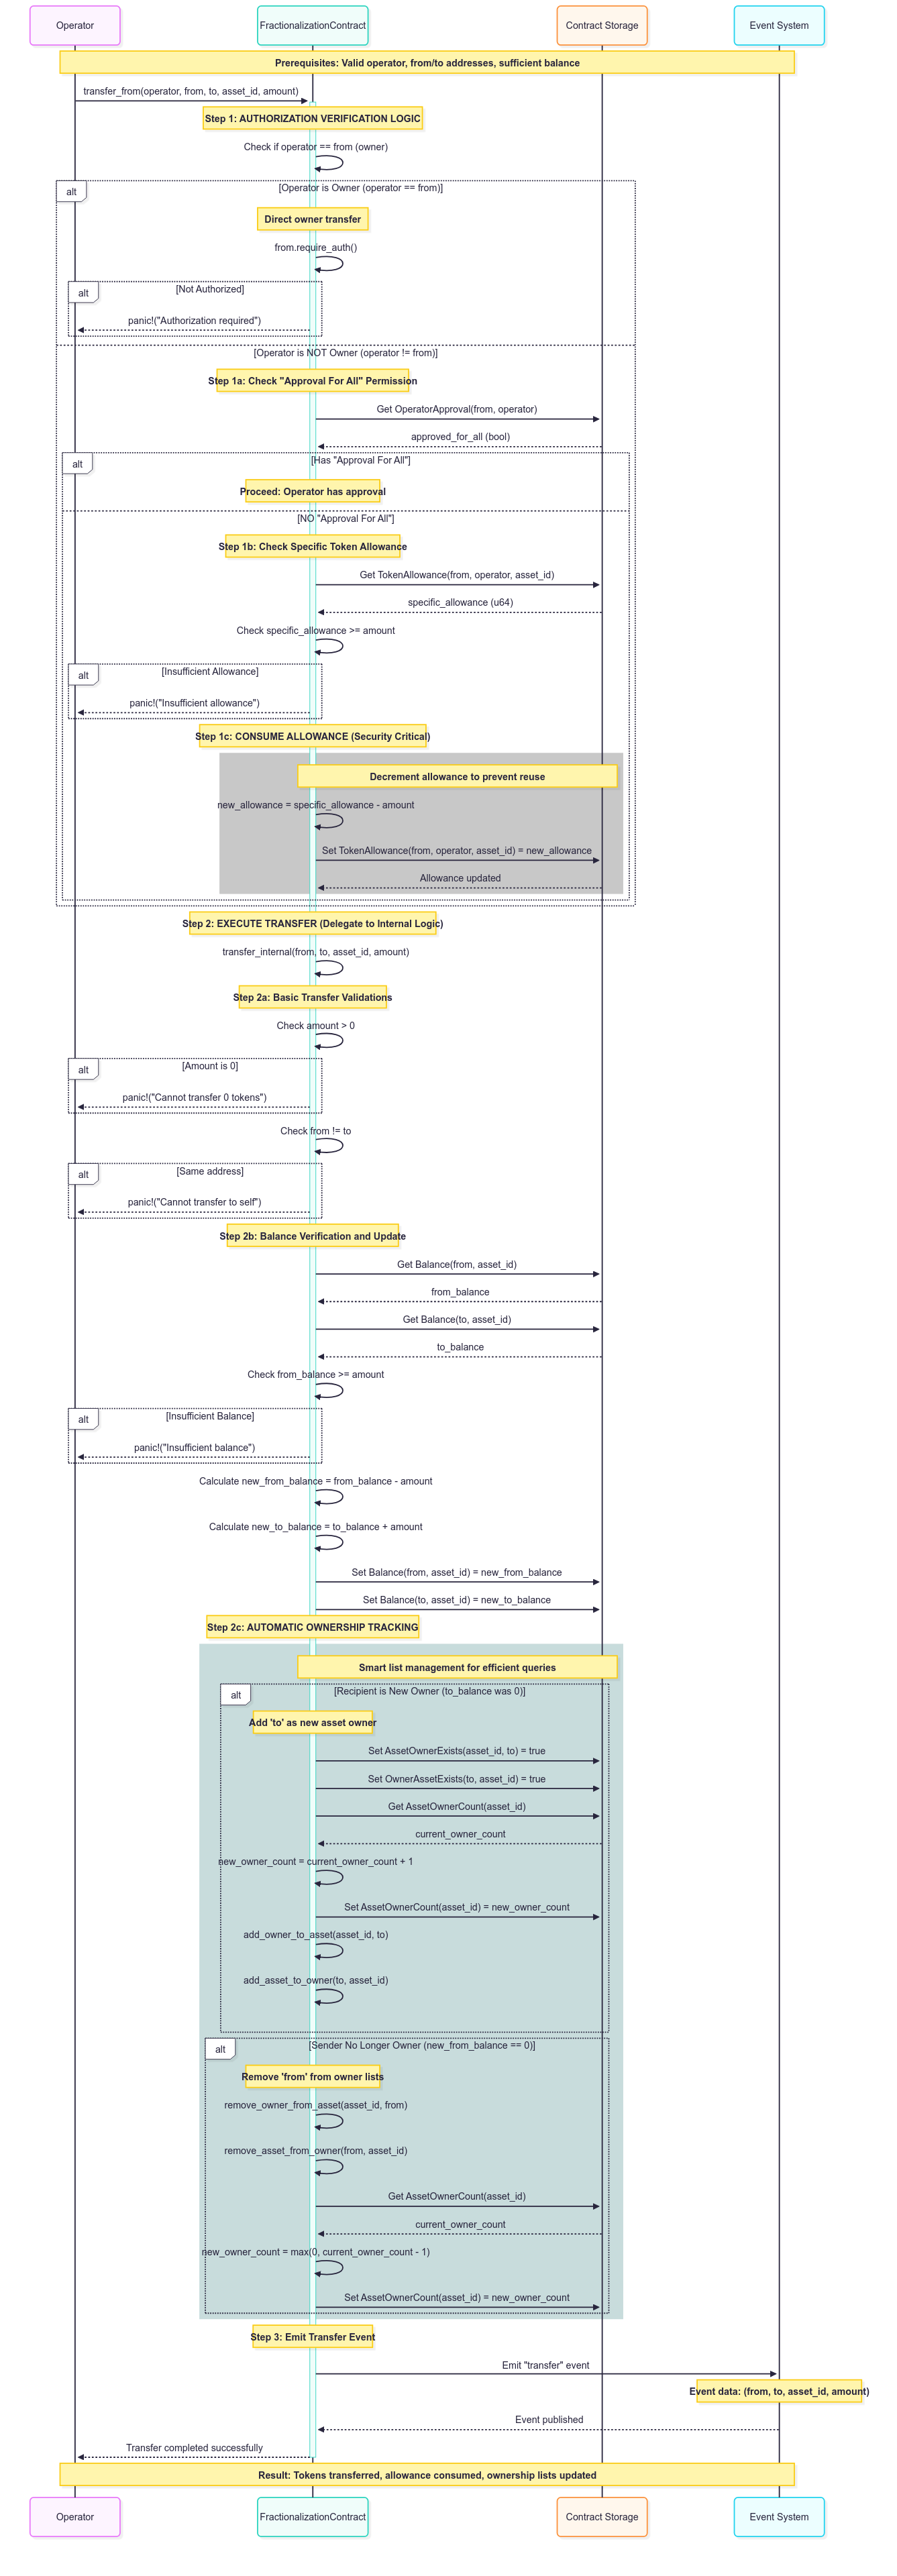 Operator
FractionalizationContract
Contract Storage
Event System
Prerequisites: Valid operator, from/to addresses, sufficient balance
transfer_from(operator, from, to, asset_id, amount)
Step 1: AUTHORIZATION VERIFICATION LOGIC
Check if operator == from (owner)
alt
[Operator is Owner (operator == from)]
Direct owner transfer
from.require_auth()
alt
[Not Authorized]
panic!("Authorization required")
[Operator is NOT Owner (operator != from)]
Step 1a: Check "Approval For All" Permission
Get OperatorApproval(from, operator)
approved_for_all (bool)
alt
[Has "Approval For All"]
Proceed: Operator has approval
[NO "Approval For All"]
Step 1b: Check Specific Token Allowance
Get TokenAllowance(from, operator, asset_id)
specific_allowance (u64)
Check specific_allowance >= amount
alt
[Insufficient Allowance]
panic!("Insufficient allowance")
Step 1c: CONSUME ALLOWANCE (Security Critical)
Decrement allowance to prevent reuse
new_allowance = specific_allowance - amount
Set TokenAllowance(from, operator, asset_id) = new_allowance
Allowance updated
Step 2: EXECUTE TRANSFER (Delegate to Internal Logic)
transfer_internal(from, to, asset_id, amount)
Step 2a: Basic Transfer Validations
Check amount > 0
alt
[Amount is 0]
panic!("Cannot transfer 0 tokens")
Check from != to
alt
[Same address]
panic!("Cannot transfer to self")
Step 2b: Balance Verification and Update
Get Balance(from, asset_id)
from_balance
Get Balance(to, asset_id)
to_balance
Check from_balance >= amount
alt
[Insufficient Balance]
panic!("Insufficient balance")
Calculate new_from_balance = from_balance - amount
Calculate new_to_balance = to_balance + amount
Set Balance(from, asset_id) = new_from_balance
Set Balance(to, asset_id) = new_to_balance
Step 2c: AUTOMATIC OWNERSHIP TRACKING
Smart list management for efficient queries
alt
[Recipient is New Owner (to_balance was 0)]
Add 'to' as new asset owner
Set AssetOwnerExists(asset_id, to) = true
Set OwnerAssetExists(to, asset_id) = true
Get AssetOwnerCount(asset_id)
current_owner_count
new_owner_count = current_owner_count + 1
Set AssetOwnerCount(asset_id) = new_owner_count
add_owner_to_asset(asset_id, to)
add_asset_to_owner(to, asset_id)
alt
[Sender No Longer Owner (new_from_balance == 0)]
Remove 'from' from owner lists
remove_owner_from_asset(asset_id, from)
remove_asset_from_owner(from, asset_id)
Get AssetOwnerCount(asset_id)
current_owner_count
new_owner_count = max(0, current_owner_count - 1)
Set AssetOwnerCount(asset_id) = new_owner_count
Step 3: Emit Transfer Event
Emit "transfer" event
Event data: (from, to, asset_id, amount)
Event published
Transfer completed successfully
Result: Tokens transferred, allowance consumed, ownership lists updated
Operator
FractionalizationContract
Contract Storage
Event System